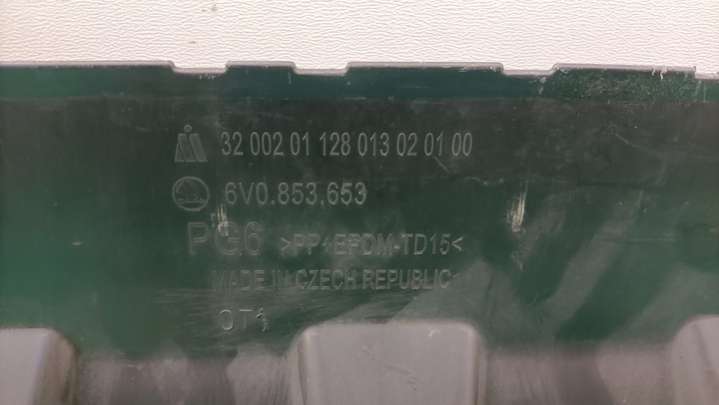 32 002 01 128 013 02 01 00
6V0.853.653
PG6 >PP+EPDM-TD15<
MADE IN CZECH REPUBLIC